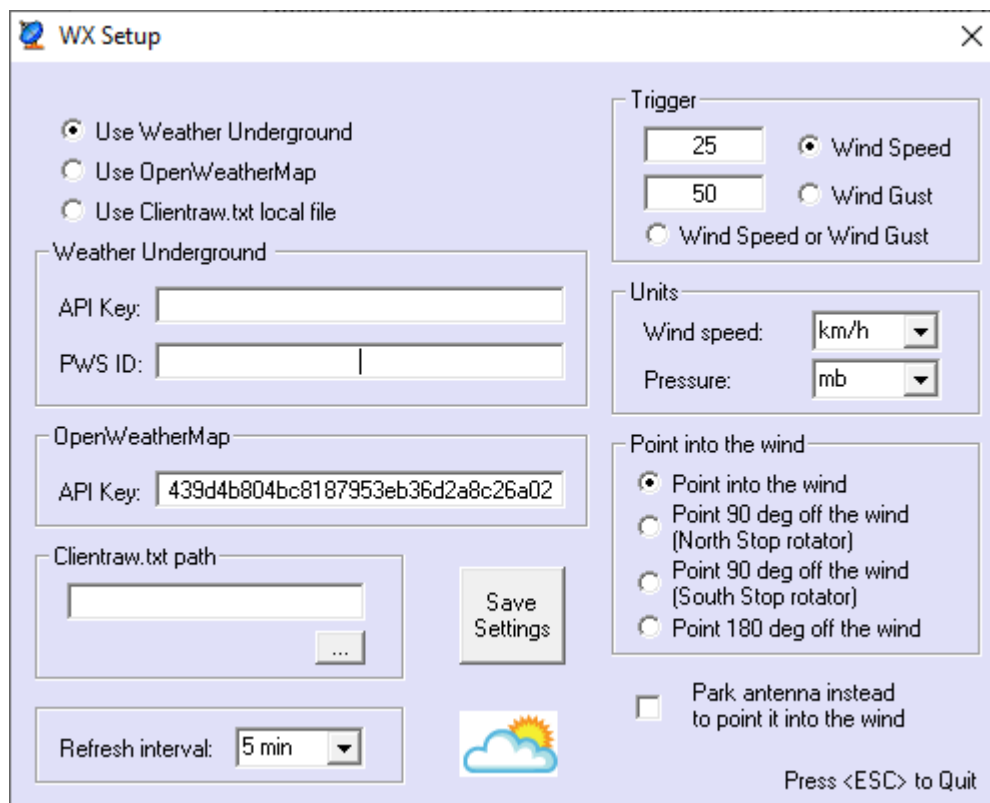 WX Setup
Use Weather Underground
Use OpenWeatherMap
Use Clientraw.txt local file
Weather Underground
API Key:
PWS ID:
OpenWeatherMap
API Key: 439d4b804bc8187953eb36d2a8c26a02
Clientraw.txt path
...
Save
Settings
Refresh interval: 5 min
Trigger
25 Wind Speed
50 Wind Gust
Wind Speed or Wind Gust
Units
Wind speed: km/h
Pressure: mb
Point into the wind
Point into the wind
Point 90 deg off the wind
(North Stop rotator)
Point 90 deg off the wind
(South Stop rotator)
Point 180 deg off the wind
Park antenna instead
to point it into the wind
Press <ESC> to Quit